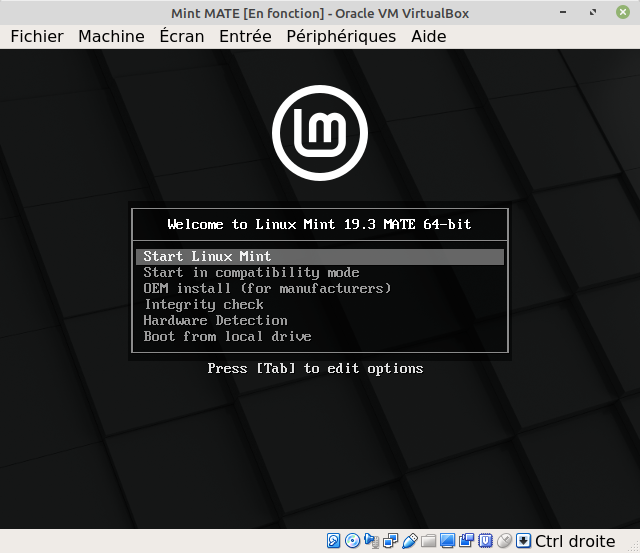 Mint MATE [En fonction] - Oracle VM VirtualBox
Fichier Machine Écran Entrée Périphériques Aide
Welcome to Linux Mint 19.3 MATE 64-bit
Start Linux Mint
Start in compatibility mode
OEM install (for manufacturers)
Integrity check
Hardware Detection
Boot from local drive
Press [Tab] to edit options
Ctrl droite